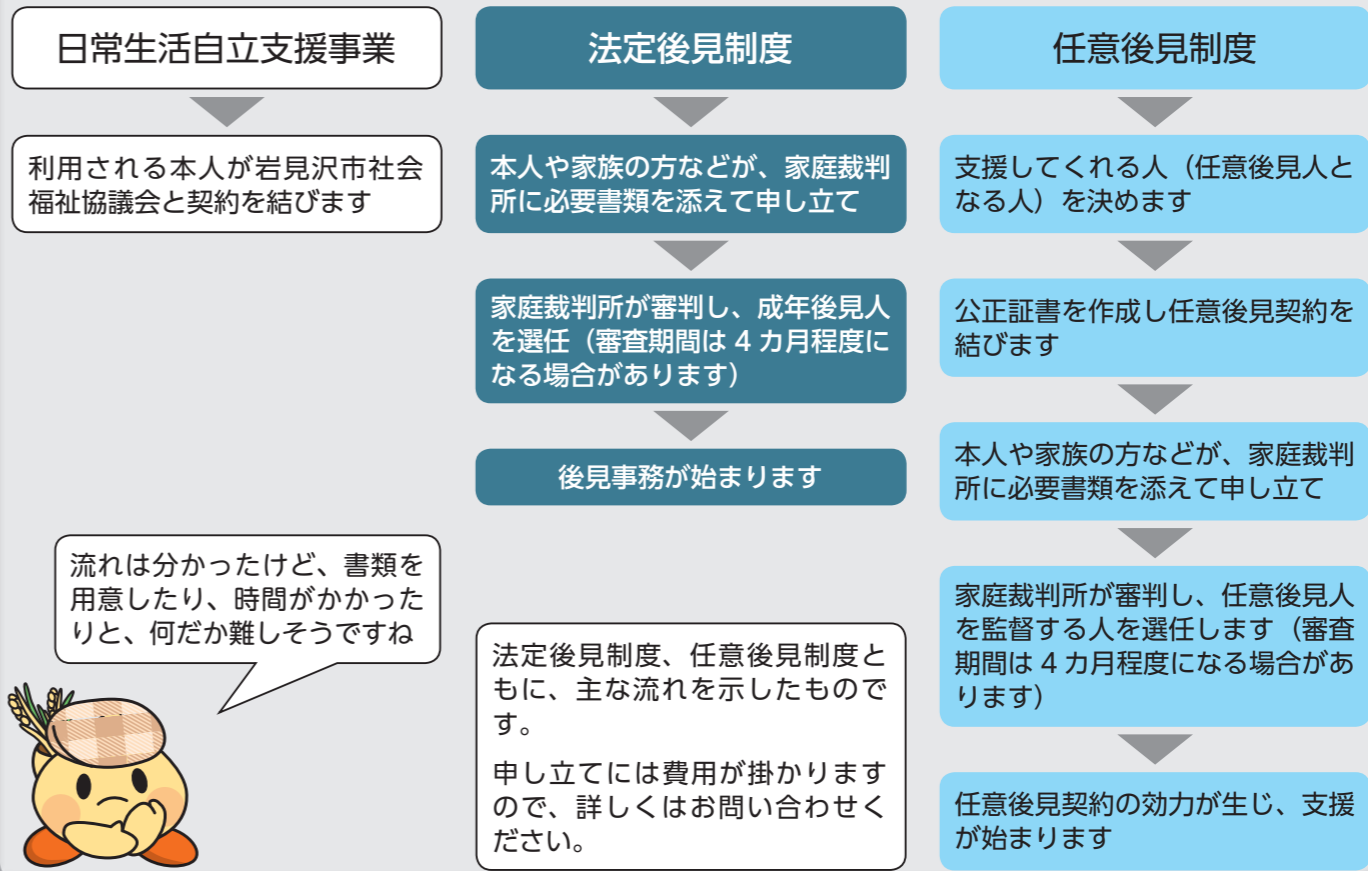 日常生活自立支援事業
利用される本人が岩見沢市社会
福祉協議会と契約を結びます
流れは分かったけど、書類を
用意したり、時間がかかった
りと、何だか難しそうですね
法定後見制度
本人や家族の方などが、家庭裁判
所に必要書類を添えて申し立て
家庭裁判所が審判し、成年後見人
を選任（審査期間は 4 カ月程度に
なる場合があります）
後見事務が始まります
法定後見制度、任意後見制度と
もに、主な流れを示したもので
す。
申し立てには費用が掛かります
ので、詳しくはお問い合わせく
ださい。
任意後見制度
支援してくれる人（任意後見人と
なる人）を決めます
公正証書を作成し任意後見契約を
結びます
本人や家族の方などが、家庭裁判
所に必要書類を添えて申し立て
家庭裁判所が審判し、任意後見人
を監督する人を選任します（審査
期間は 4 カ月程度になる場合があ
ります）
任意後見契約の効力が生じ、支援
が始まります